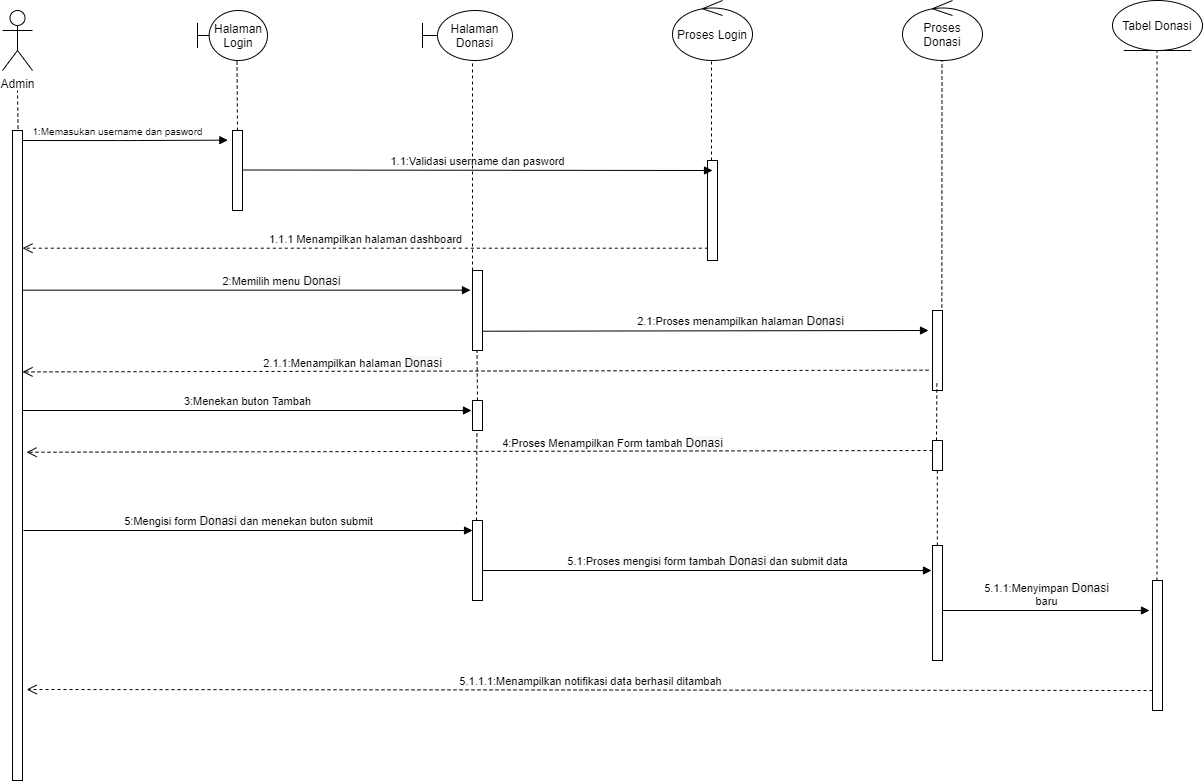 Halaman
Login
Halaman
Donasi
Proses Login
Proses
Donasi
Tabel Donasi
Admin
1:Memasukan username dan pasword
1.1:Validasi username dan pasword
1.1.1 Menampilkan halaman dashboard
2:Memilih menu Donasi
2.1:Proses menampilkan halaman Donasi
2.1.1:Menampilkan halaman Donasi
3:Menekan buton Tambah
4:Proses Menampilkan Form tambah Donasi
5:Mengisi form Donasi dan menekan buton submit
5.1:Proses mengisi form tambah Donasi dan submit data
5.1.1:Menyimpan Donasi
baru
5.1.1.1:Menampilkan notifikasi data berhasil ditambah